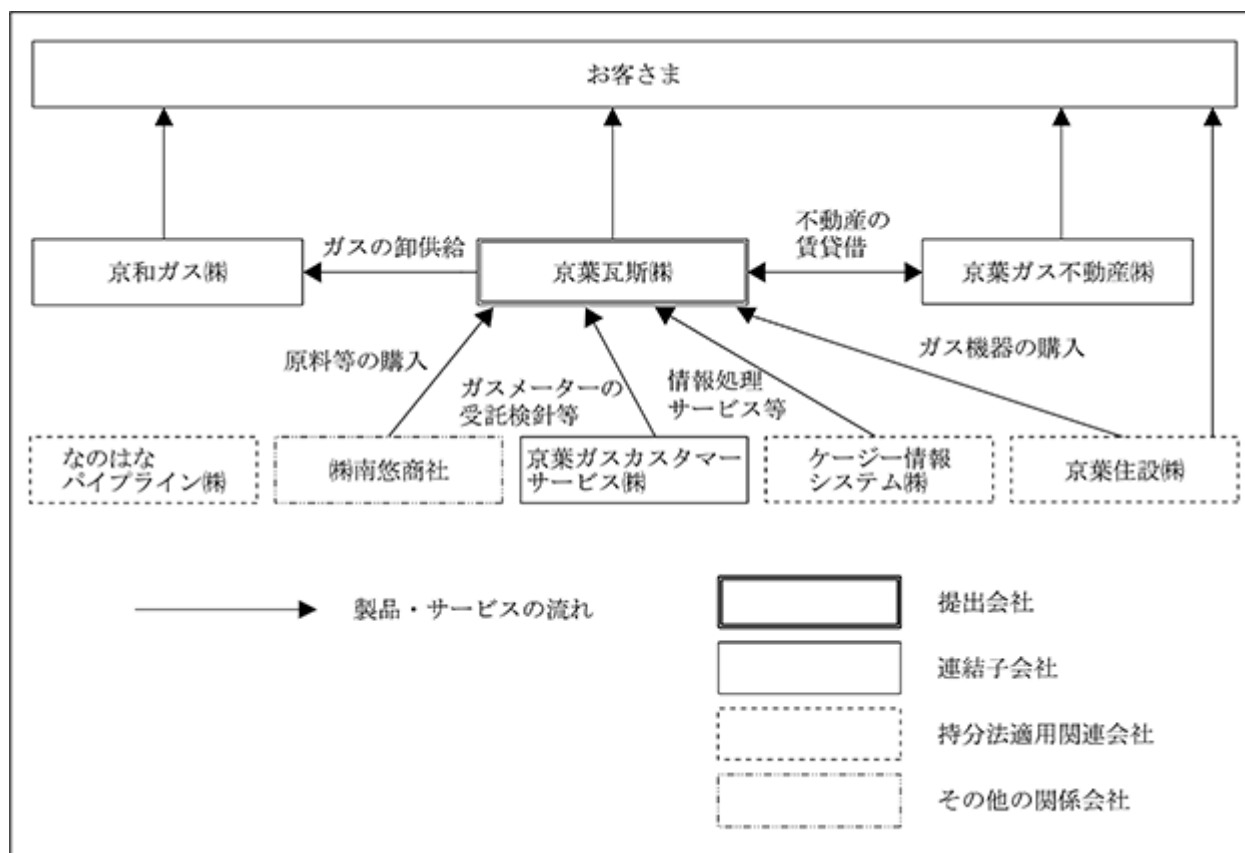 お客さま
ガスの卸供給
不動産の
賃貸借
京和ガス㈱
京葉瓦斯㈱
京葉ガス不動産㈱
原料等の購入
ガスメーターの
受託検針等
情報処理
サービス等
ガス機器の購入
なのはな
パイプライン㈱
㈱南悠商社
京葉ガスカスタマー
サービス㈱
ケージー情報
システム㈱
京葉住設㈱
製品・サービスの流れ
提出会社
連結子会社
持分法適用関連会社
その他の関係会社